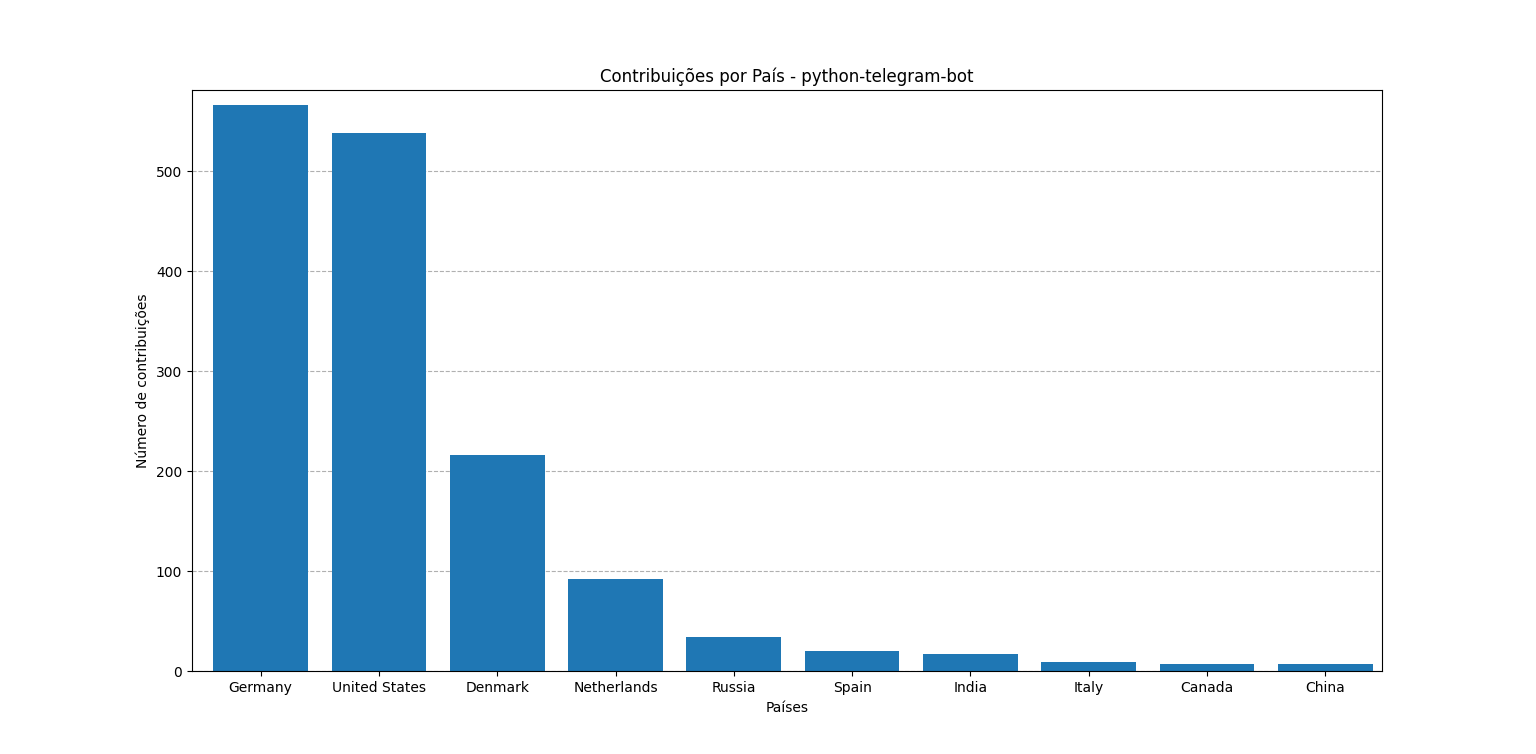 Contribuições por País - python-telegram-bot
Número de contribuições
500
400
300
200
100
0
Germany United States Denmark Netherlands Russia Spain India Italy Canada China
Países